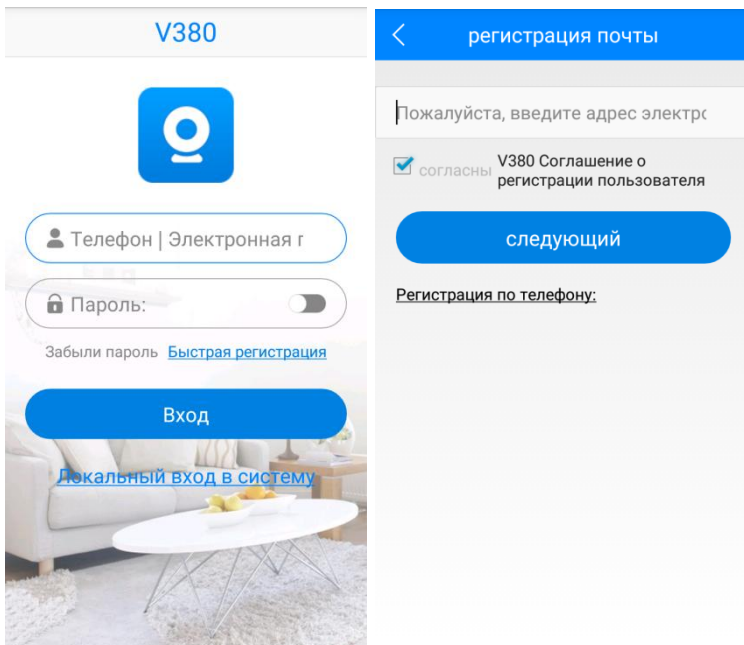 V380
Телефон | Электронная г
Пароль:
Забыли пароль Быстрая регистрация
Вход
Локальный вход в систему
регистрация почты
Пожалуйста, введите адрес электрс
согласны V380 Соглашение о
регистрации пользователя
следующий
Регистрация по телефону: